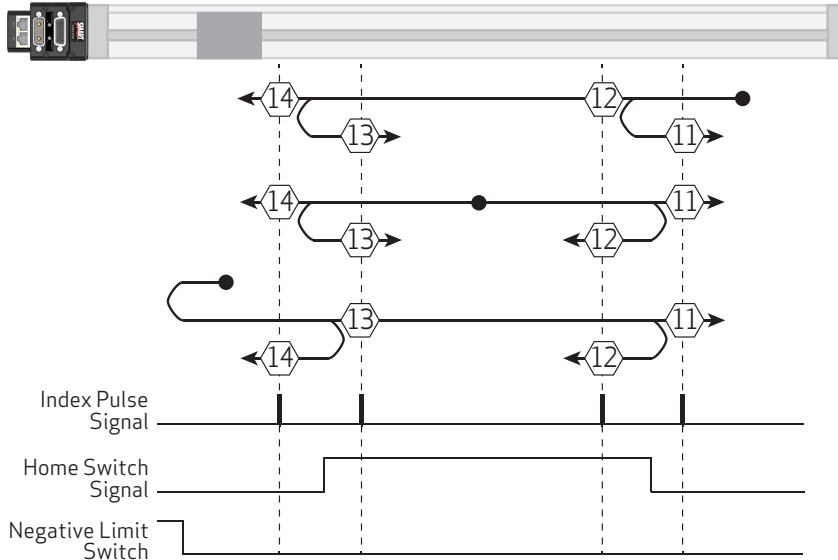 SMART
14
12
13
11
14
11
13
12
13
11
14
12
Index Pulse
Signal
Home Switch
Signal
Negative Limit
Switch